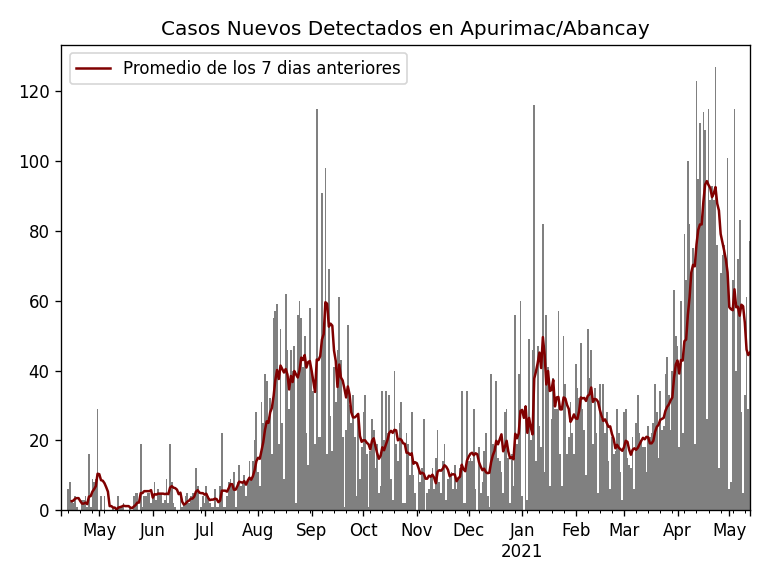 Casos Nuevos Detectados en Apurimac/Abancay
Promedio de los 7 dias anteriores
120
100
80
60
40
20
0
May Jun Jul Aug Sep Oct Nov Dec Jan Feb Mar Apr May
2021